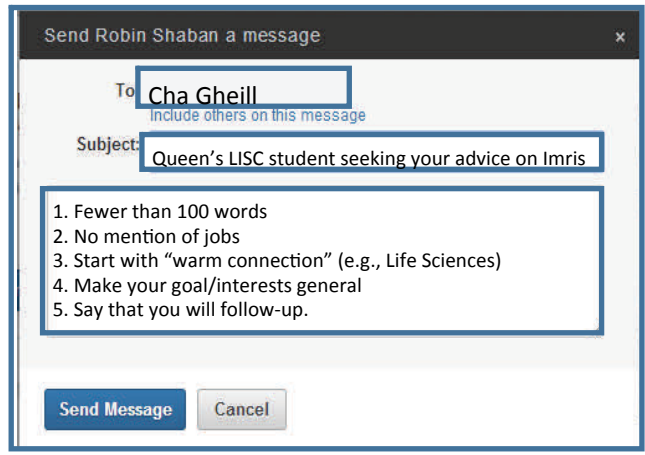 Send Robin Shaban a message x
To Cha Gheill
Include others on this message
Subject: Queen’s LISC student seeking your advice on Imris
1. Fewer than 100 words
2. No mention of jobs
3. Start with “warm connection” (e.g., Life Sciences)
4. Make your goal/interests general
5. Say that you will follow-up.
Send Message Cancel